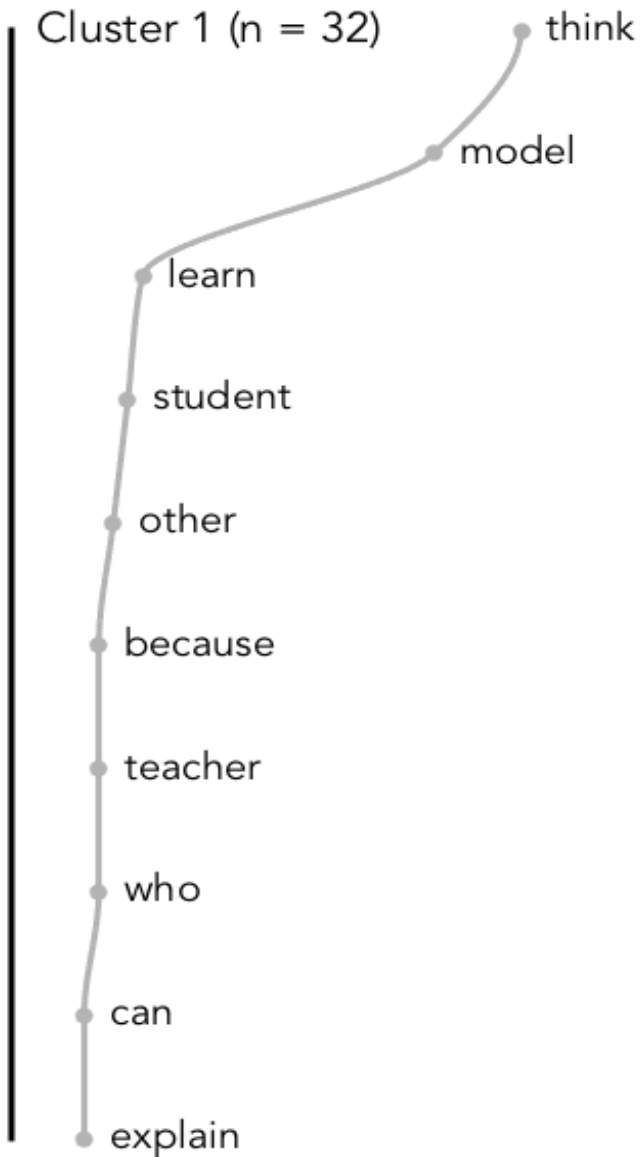 Cluster 1 (n = 32)
think
model
learn
student
other
because
teacher
who
can
explain